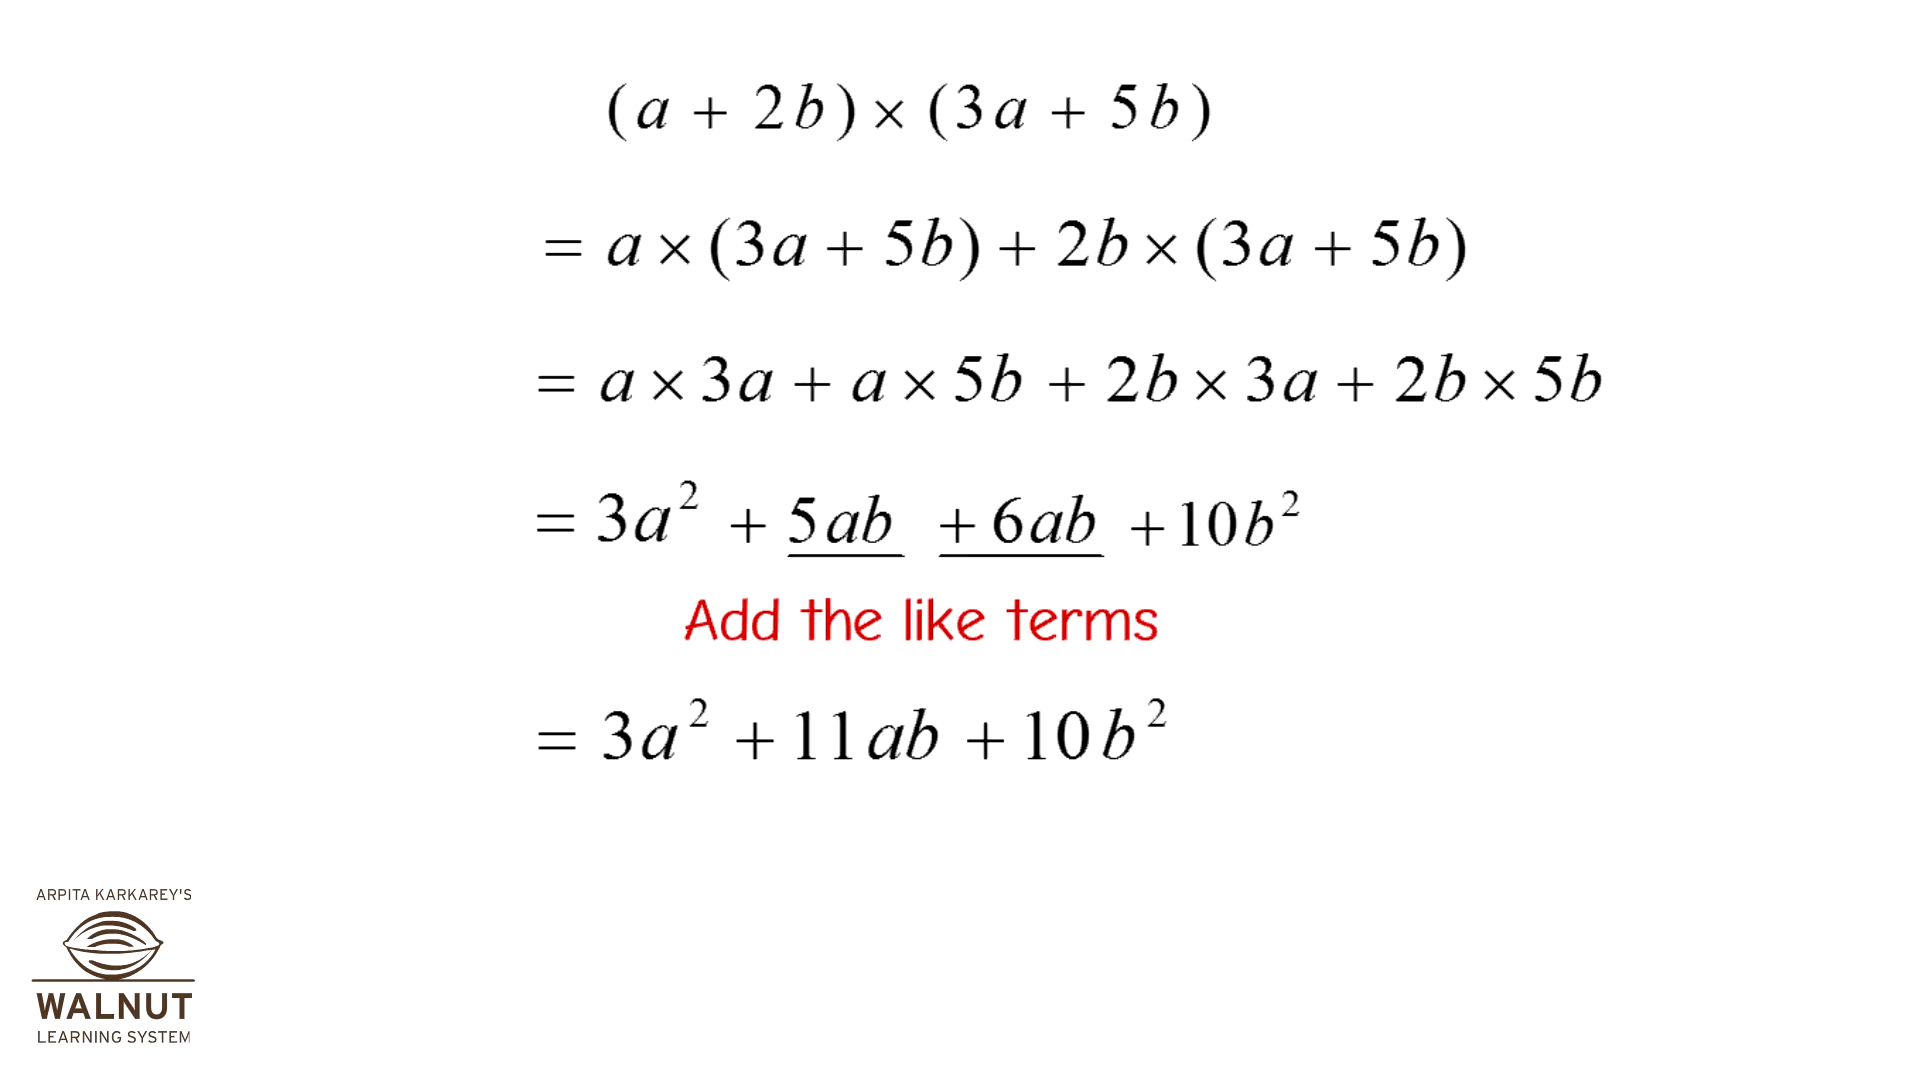 (a + 2b) × (3a + 5b)
= a × (3a + 5b) + 2b × (3a + 5b)
= a × 3a + a × 5b + 2b × 3a + 2b × 5b
= 3a² + 5ab + 6ab + 10b²
Add the like terms
= 3a² + 11ab + 10b²
ARPITA KARKAREY'S
WALNUT
LEARNING SYSTEM